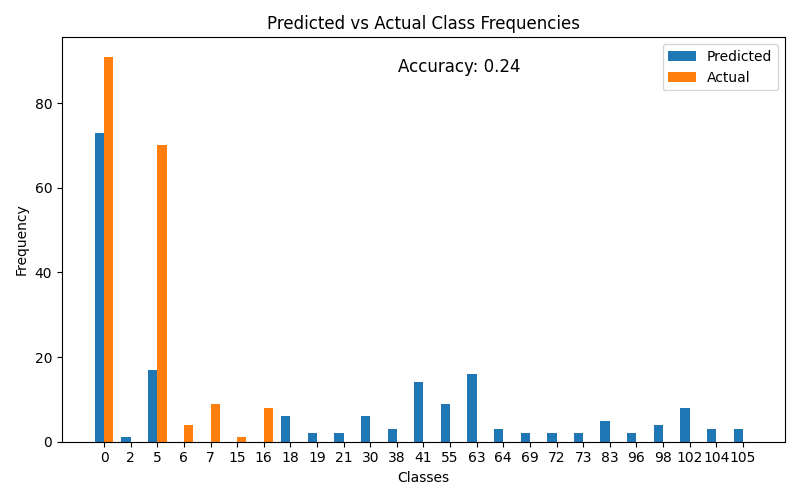 Predicted vs Actual Class Frequencies
Accuracy: 0.24
Predicted
Actual
Frequency
80
60
40
20
0
0 2 5 6 7 15 16 18 19 21 30 38 41 55 63 64 69 72 73 83 96 98 102 104 105
Classes